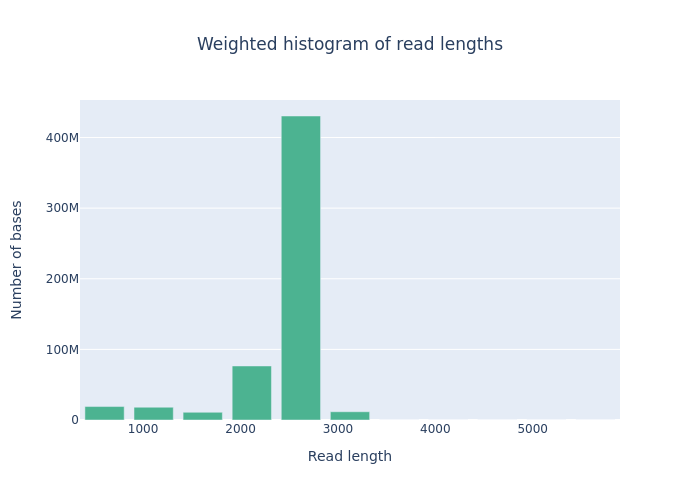 Weighted histogram of read lengths
Number of bases
400M
300M
200M
100M
0
1000 2000 3000 4000 5000
Read length